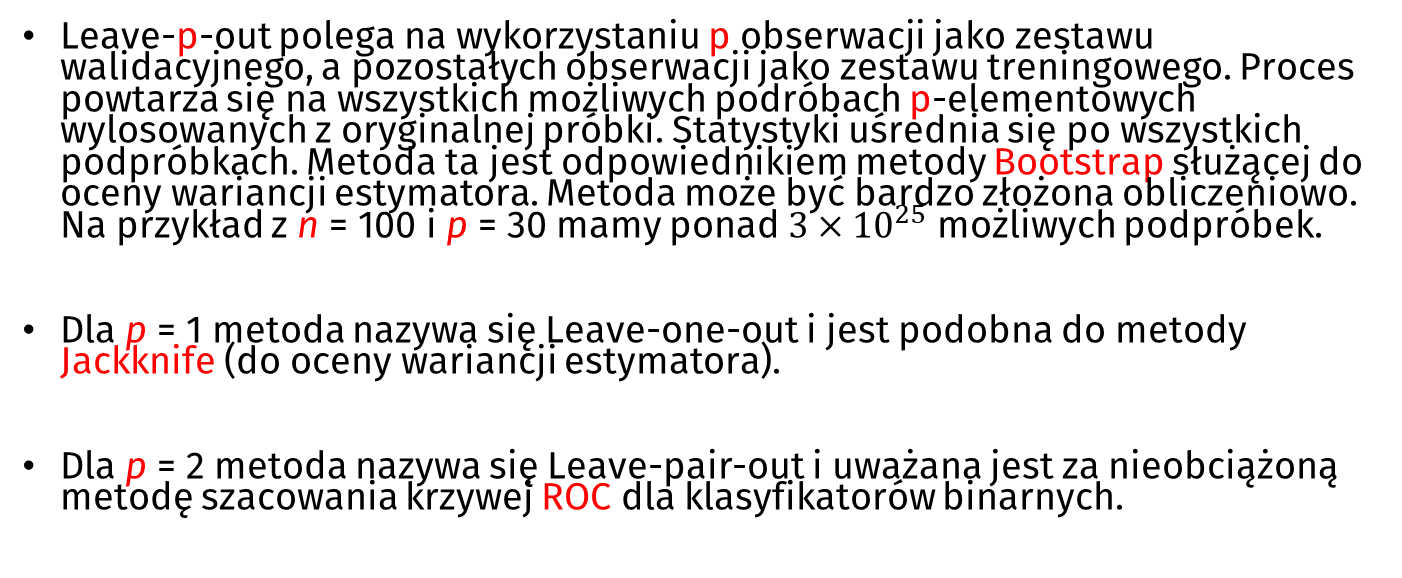 • Leave-p-out polega na wykorzystaniu p obserwacji jako zestawu
walidacyjnego, a pozostałych obserwacji jako zestawu treningowego. Proces
powtarza się na wszystkich możliwych podróbach p-elementowych
wylosowanych z oryginalnej próbki. Statystyki uśrednia się po wszystkich
podpróbkach. Metoda ta jest odpowiednikiem metody Bootstrap służącej do
oceny wariancji estymatora. Metoda może być bardzo złożona obliczeniowo.
Na przykład z n = 100 i p = 30 mamy ponad 3 × 10²⁵ możliwych podpróbek.
• Dla p = 1 metoda nazywa się Leave-one-out i jest podobna do metody
Jackknife (do oceny wariancji estymatora).
• Dla p = 2 metoda nazywa się Leave-pair-out i uważana jest za nieobciążoną
metodę szacowania krzywej ROC dla klasyfikatorów binarnych.